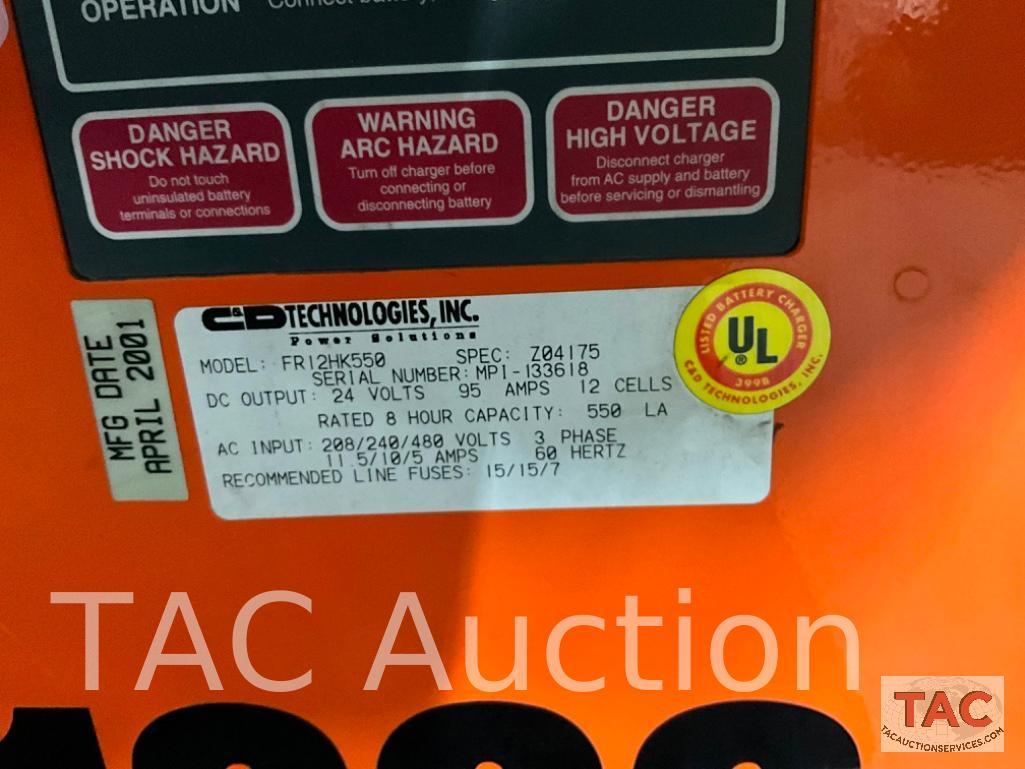 OPERATION
DANGER
SHOCK HAZARD
Do not touch
uninsulated battery
terminals or connections
WARNING
ARC HAZARD
Turn off charger before
connecting or
disconnecting battery
DANGER
HIGH VOLTAGE
Disconnect charger
from AC supply and battery
before servicing or dismantling
MFG DATE
APRIL 2001
C&D TECHNOLOGIES, INC.
Power Solutions
MODEL: FR12HK550 SPEC: Z04175
SERIAL NUMBER: MP1-133618
DC OUTPUT: 24 VOLTS 95 AMPS 12 CELLS
RATED 8 HOUR CAPACITY: 550 LA
AC INPUT: 208/240/480 VOLTS 3 PHASE
11.5/10/5 AMPS 60 HERTZ
RECOMMENDED LINE FUSES: 15/15/7
LISTED BATTERY CHARGER
UL
®
399B
C&D TECHNOLOGIES, INC.
TAC Auction
TAC
TACAUCTIONSERVICES.COM